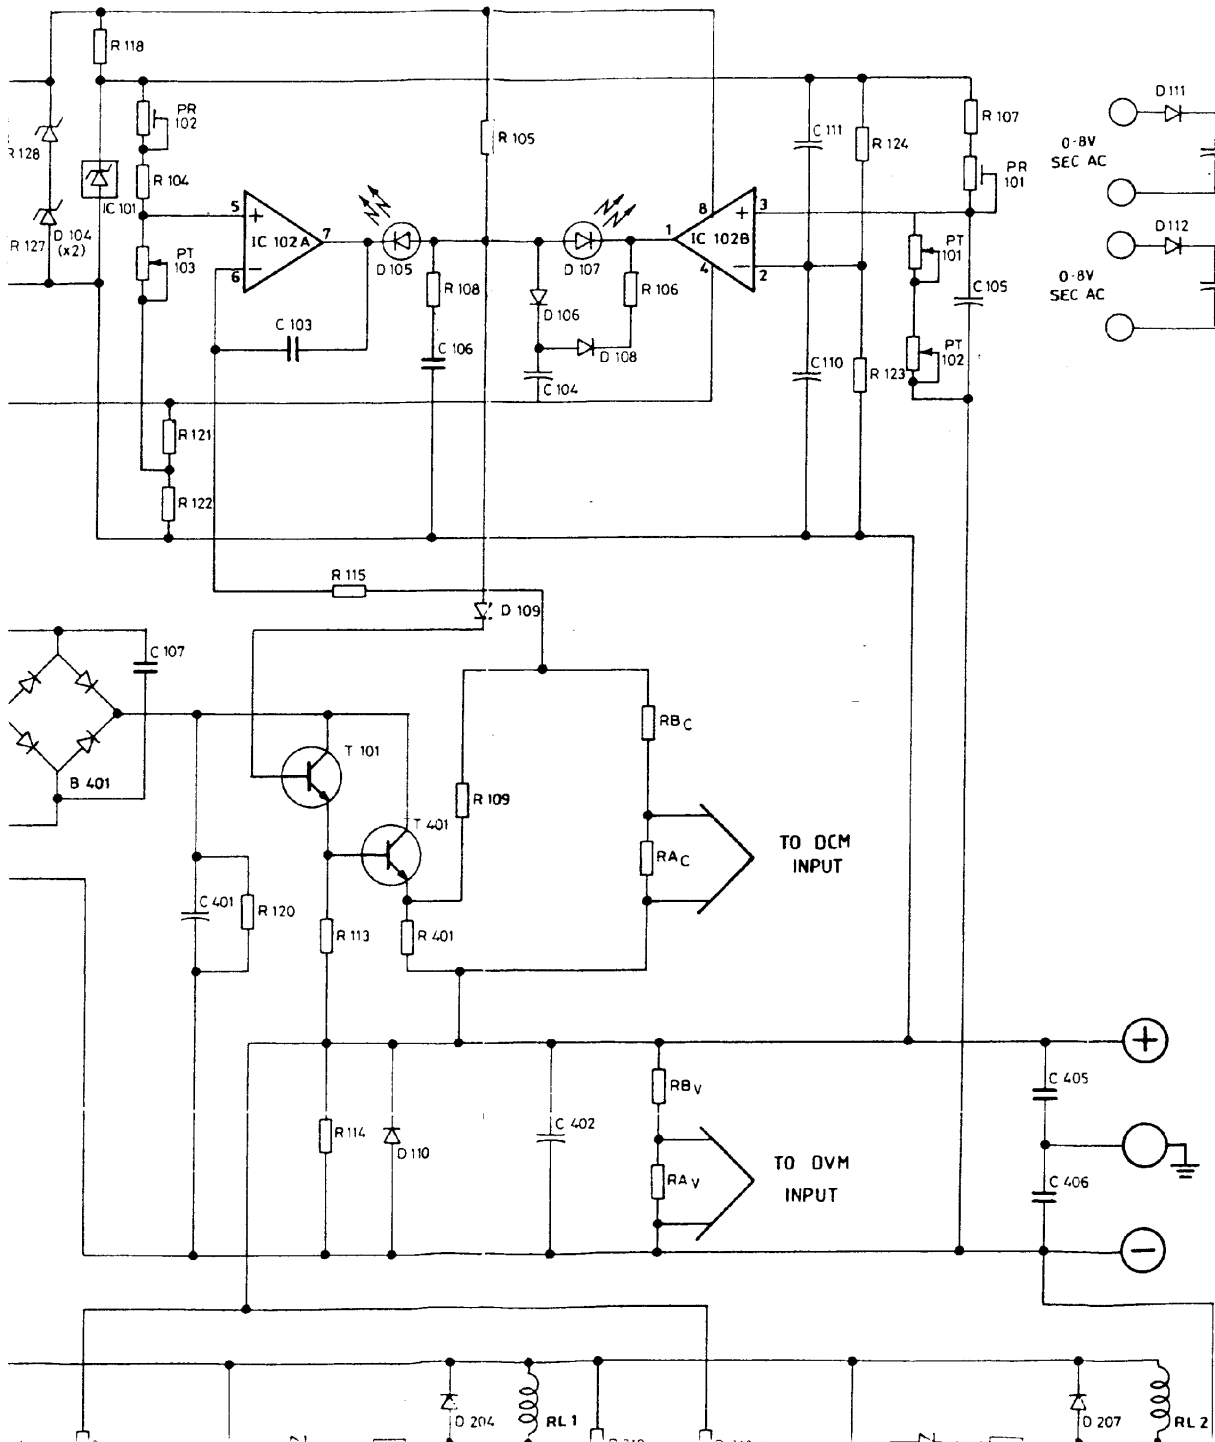 R 118
D 111
PR
102
R 105
C 111
R 124
R 107
0-8V
SEC AC
R 128
R 104
PR
101
IC 101
5
+
IC 102A
7
6
−
8
+
3
1
IC 102B
4
−
2
D 112
R 127
D 104
(x2)
PT
103
D 105
D 107
PT
101
0-8V
SEC AC
R 108
R 106
C 105
D 106
C 103
C 106
D 108
PT
102
C 104
C 110
R 123
R 121
R 122
R 115
D 109
C 107
RB C
T 101
B 401
R 109
T 401
TO DCM
INPUT
RA C
C 401
R 120
R 113
R 401
+
RB V
C 405
C 402
R 114
D 110
TO DVM
INPUT
RA V
C 406
−
D 204
RL 1
D 207
RL 2